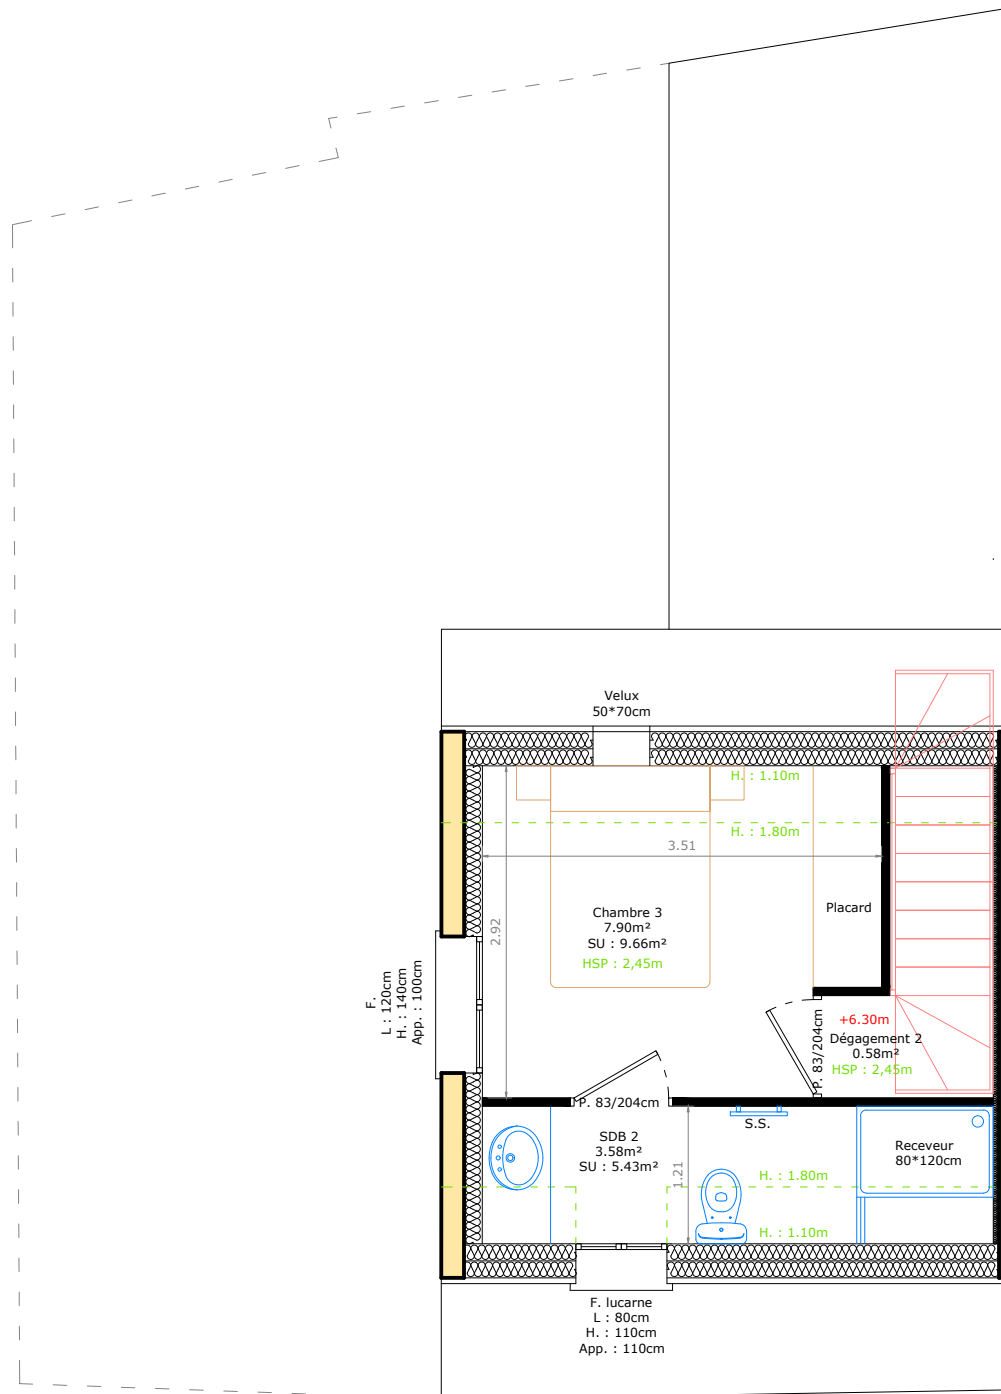 Velux
50*70cm
H. : 1.10m
H. : 1.80m
3.51
2.92
Chambre 3
7.90m²
SU : 9.66m²
HSP : 2,45m
Placard
F.
L : 120cm
H. : 140cm
App. : 100cm
+6.30m
Dégagement 2
0.58m²
HSP : 2,45m
P. 83/204cm
P. 83/204cm
S.S.
SDB 2
3.58m²
SU : 5.43m²
1.21
Receveur
80*120cm
H. : 1.80m
H. : 1.10m
F. lucarne
L : 80cm
H. : 110cm
App. : 110cm